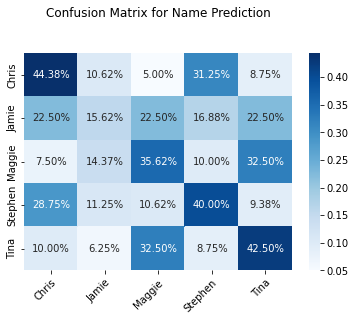 Confusion Matrix for Name Prediction
Chris 44.38% 10.62% 5.00% 31.25% 8.75%
Jamie 22.50% 15.62% 22.50% 16.88% 22.50%
Maggie 7.50% 14.37% 35.62% 10.00% 32.50%
Stephen 28.75% 11.25% 10.62% 40.00% 9.38%
Tina 10.00% 6.25% 32.50% 8.75% 42.50%
Chris Jamie Maggie Stephen Tina
0.40
0.35
0.30
0.25
0.20
0.15
0.10
0.05